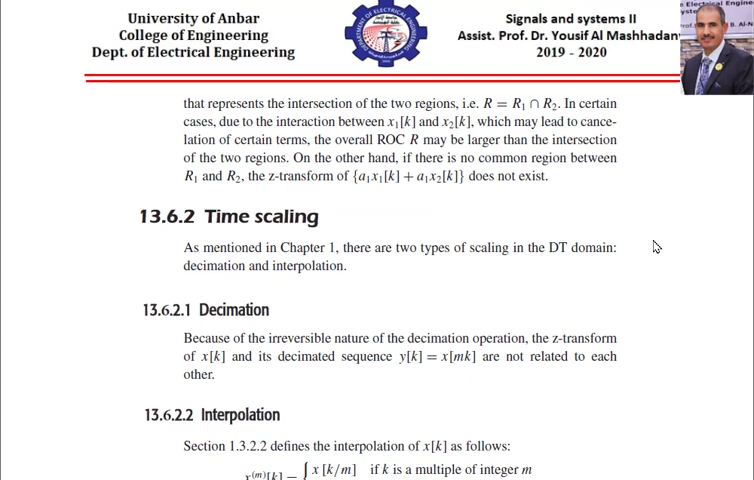 University of Anbar
College of Engineering
Dept. of Electrical Engineering
Signals and systems II
Assist. Prof. Dr. Yousif Al Mashhadan
2019 - 2020
that represents the intersection of the two regions, i.e. R = R₁ ∩ R₂. In certain
cases, due to the interaction between x₁[k] and x₂[k], which may lead to cance-
lation of certain terms, the overall ROC R may be larger than the intersection
of the two regions. On the other hand, if there is no common region between
R₁ and R₂, the z-transform of {a₁x₁[k] + a₁x₂[k]} does not exist.
13.6.2 Time scaling
As mentioned in Chapter 1, there are two types of scaling in the DT domain:
decimation and interpolation.
13.6.2.1 Decimation
Because of the irreversible nature of the decimation operation, the z-transform
of x[k] and its decimated sequence y[k] = x[mk] are not related to each
other.
13.6.2.2 Interpolation
Section 1.3.2.2 defines the interpolation of x[k] as follows:
x⁽ᵐ⁾[k] = { x [k/m] if k is a multiple of integer m